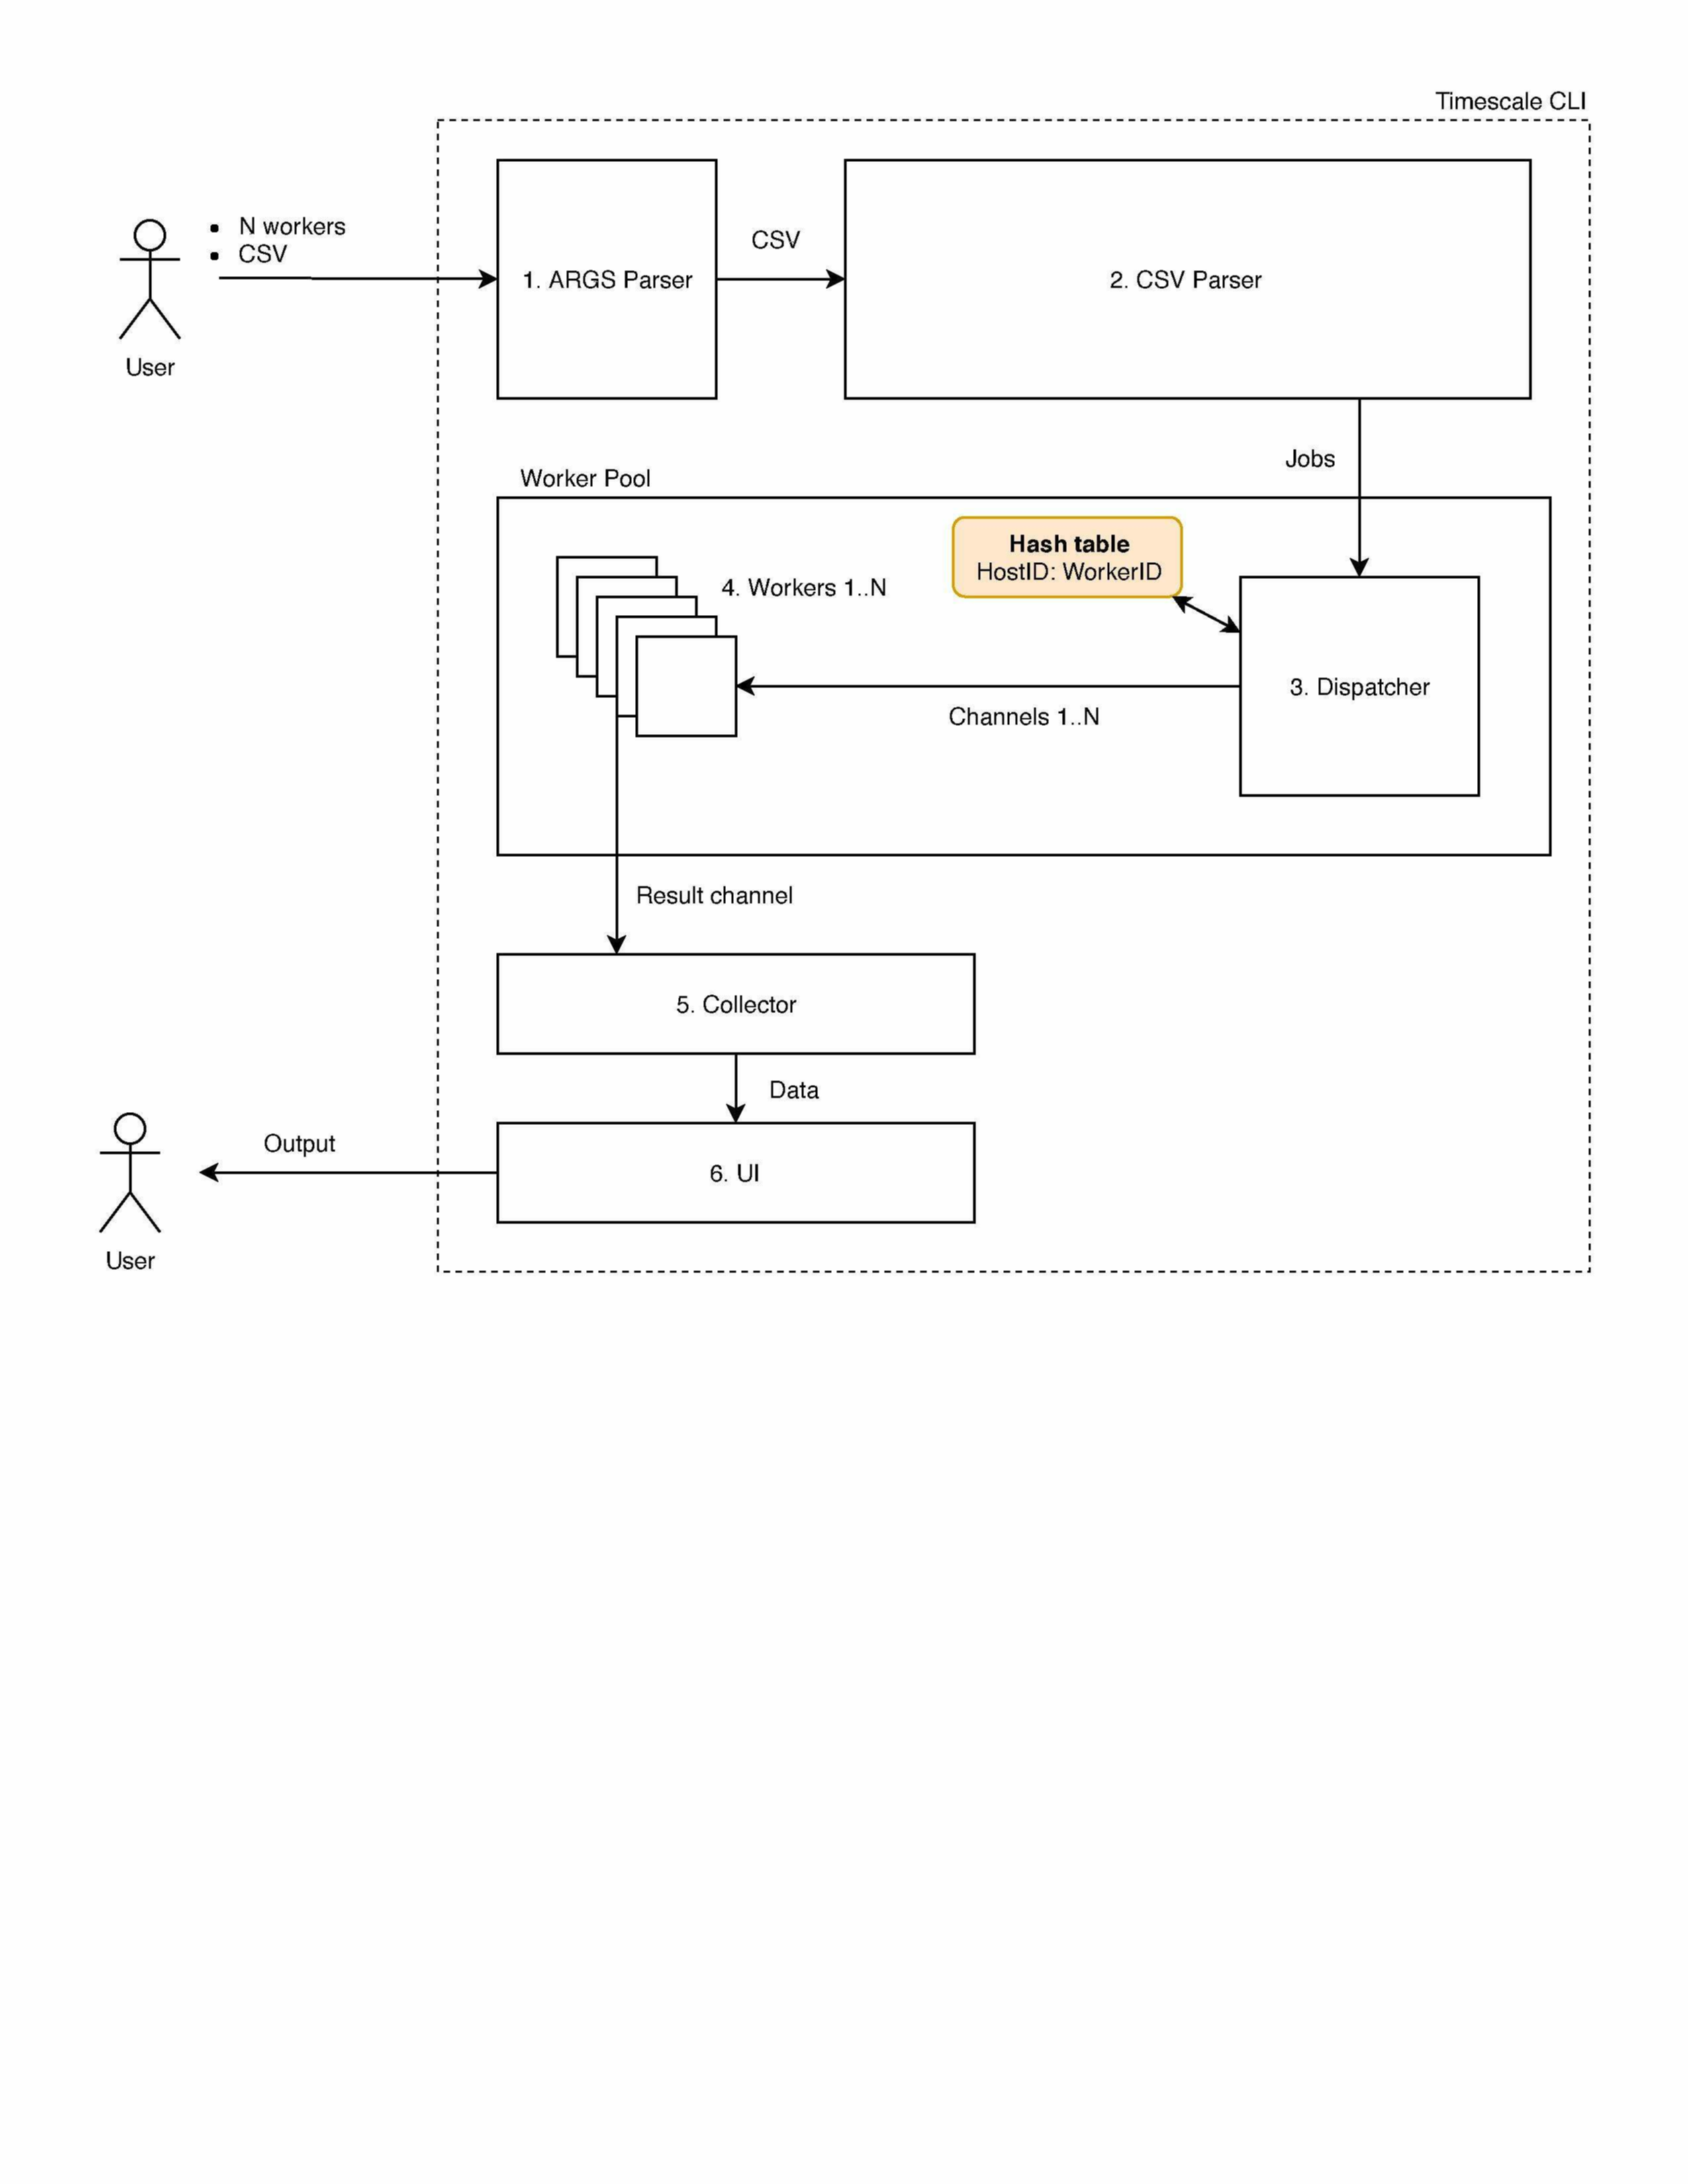 Timescale CLI
N workers
CSV
User
1. ARGS Parser
CSV
2. CSV Parser
Jobs
Worker Pool
Hash table
HostID: WorkerID
4. Workers 1..N
3. Dispatcher
Channels 1..N
Result channel
5. Collector
Data
6. UI
Output
User